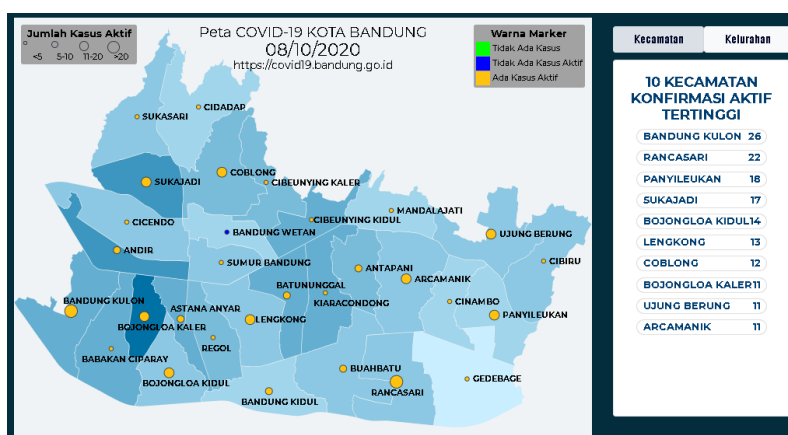 Jumlah Kasus Aktif
<5 5-10 11-20 >20
Peta COVID-19 KOTA BANDUNG
08/10/2020
https://covid19.bandung.go.id
Warna Marker
Tidak Ada Kasus
Tidak Ada Kasus Aktif
Ada Kasus Aktif
CIDADAP
SUKASARI
COBLONG
SUKAJADI
CIBEUNYING KALER
MANDALAJATI
CICENDO
CIBEUNYING KIDUL
BANDUNG WETAN
UJUNG BERUNG
ANDIR
SUMUR BANDUNG
CIBIRU
ANTAPANI
ARCAMANIK
BATUNUNGGAL
BANDUNG KULON
ASTANA ANYAR
KIARACONDONG
CINAMBO
BOJONGLOA KALER
LENGKONG
PANYILEUKAN
REGOL
BABAKAN CIPARAY
BUAHBATU
BOJONGLOA KIDUL
GEDEBAGE
RANCASARI
BANDUNG KIDUL
Kecamatan Kelurahan
10 KECAMATAN
KONFIRMASI AKTIF
TERTINGGI
BANDUNG KULON 26
RANCASARI 22
PANYILEUKAN 18
SUKAJADI 17
BOJONGLOA KIDUL14
LENGKONG 13
COBLONG 12
BOJONGLOA KALER11
UJUNG BERUNG 11
ARCAMANIK 11